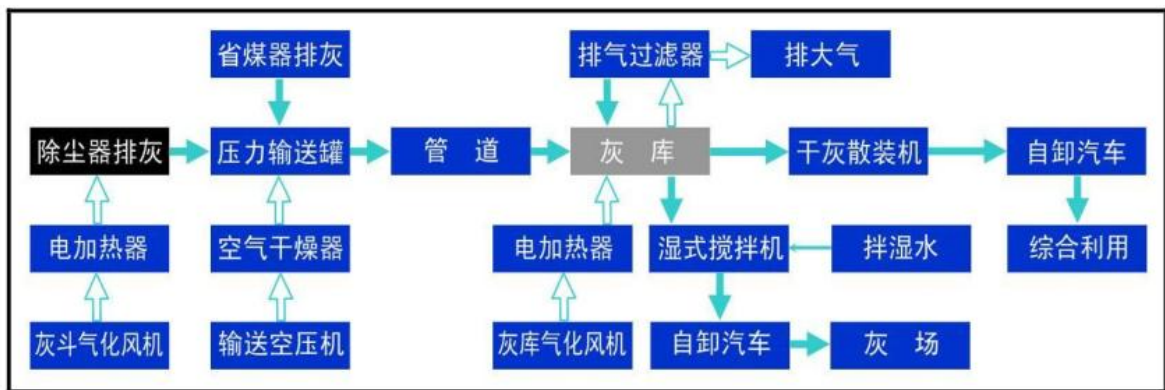 省煤器排灰
排气过滤器
排大气
除尘器排灰
压力输送罐
管 道
灰 库
干灰散装机
自卸汽车
电加热器
空气干燥器
电加热器
湿式搅拌机
拌湿水
综合利用
灰斗气化风机
输送空压机
灰库气化风机
自卸汽车
灰 场